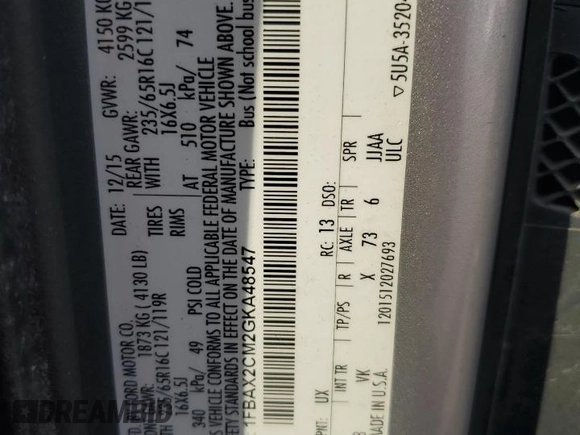 FORD MOTOR CO. DATE: 12/15 GVWR: 4150 KG
1873 KG ( 4130 LB) REAR GAWR: 2599 KG
65R16C 121/119R TIRES WITH 235/65R16C 121/1
16X6.5J RIMS 16X6.5J
340 kPa/ 49 PSI COLD AT 510 kPa/ 74
VEHICLE CONFORMS TO ALL APPLICABLE FEDERAL MOTOR VEHICLE
STANDARDS IN EFFECT ON THE DATE OF MANUFACTURE SHOWN ABOVE.
1FBAX2CM2GKA48547 TYPE: Bus (Not School bus
UX RC: 13 DSO:
INT TR TP/PS R AXLE TR SPR
VK X 73 6 JJAA
MADE IN U.S.A. 1201512027693 ULC
▽5U5A-3520
DREAMBID